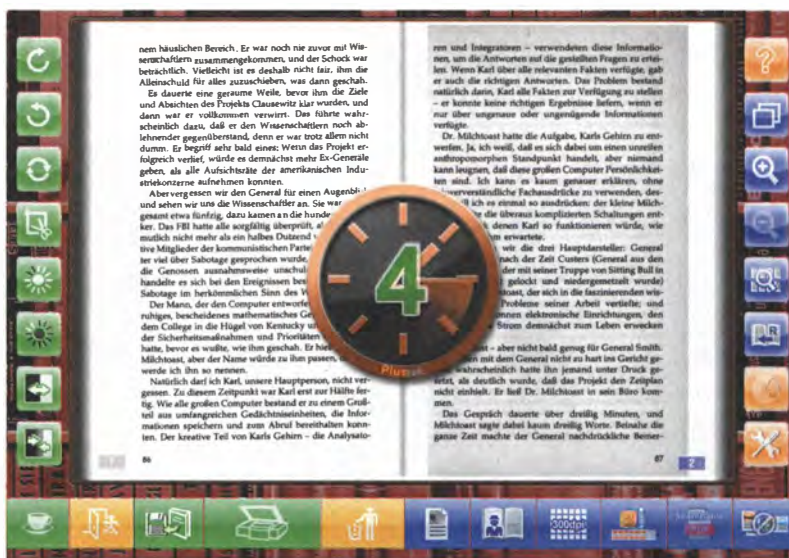 nem häuslichen Bereich. Er war noch nie zuvor mit Wis-
senschaftlern zusammengekommen, und der Schock war
beträchtlich. Vielleicht ist es deshalb nicht fair, ihm die
Alleinschuld für alles zuzuschieben, was dann geschah.
Es dauerte eine geraume Weile, bevor ihm die Ziele
und Absichten des Projekts Clausewitz klar wurden, und
dann war er vollkommen verwirrt. Das führte wahr-
scheinlich dazu, daß er den Wissenschaftlern noch ab-
lehnender gegenüberstand, denn er war trotz allem nicht
dumm. Er begriff sehr bald eines: Wenn das Projekt er-
folgreich verlief, würde es demnächst mehr Ex-Generäle
geben, als alle Aufsichtsräte der amerikanischen Indu-
striekonzerne aufnehmen konnten.
Aber vergessen wir den General für einen
und sehen wir uns die Wissenschaftler an. Sie
gesamt etwa fünfzig, dazu kamen an die
ker. Das FBI hatte alle sorgfältig überprüft,
mutlich nicht mehr als ein halbes Dutzend
tive Mitglieder der kommunistischen
ter viel über Sabotage gesprochen wurde,
die Genossen ausnahmsweise
handelte es sich bei den Ereignissen
Sabotage im herkömmlichen Sinn des
Der Mann, der den Computer
ruhiges, bescheidenes mathematisches
dem College in die Hügel von Kentucky
der Sicherheitsmaßnahmen und Prioritäten
hatte, bevor es wußte, wie ihm geschah. Er
Milchtoast, aber der Name würde zu ihm passen,
werde ich ihn so nennen.
Natürlich darf ich Karl, unsere Hauptperson, nicht ver-
gessen. Zu diesem Zeitpunkt war Karl erst zur Hälfte fer-
tig. Wie alle großen Computer bestand er zu einem Groß-
teil aus umfangreichen Gedächtniseinheiten, die Infor-
mationen speichern und zum Abruf bereithalten konn-
ten. Der kreative Teil von Karls Gehirn – die Analysato-
86
ren und Integratoren – verwendeten diese Informatio-
nen, um die Antworten auf die gestellten Fragen zu ertei-
len. Wenn Karl über alle relevanten Fakten verfügte, gab
er auch die richtigen Antworten. Das Problem bestand
natürlich darin, Karl alle Fakten zur Verfügung zu stellen
– er konnte keine richtigen Ergebnisse liefern, wenn er
nur über ungenaue oder ungenügende Informationen
verfügte.
Dr. Milchtoast hatte die Aufgabe, Karls Gehirn zu ent-
werfen. Ja, ich weiß, daß es sich dabei um einen unreifen
anthropomorphen Standpunkt handelt, aber niemand
kann leugnen, daß diese großen Computer Persönlichkei-
ten sind. Ich kann es kaum genauer erklären, ohne
Fachausdrücke zu verwenden, des-
ich es einmal so ausdrücken: der kleine Milch-
die überaus komplizierten Schaltungen ent-
denen Karl so funktionieren würde, wie
erwartete.
wir die drei Hauptdarsteller: General
nach der Zeit Custers (General aus den
der mit seiner Truppe von Sitting Bull in
gelockt und niedergemetzelt wurde)
der sich in die faszinierenden wis-
Probleme seiner Arbeit vertiefte; und
elektronische Einrichtungen, den
Strom demnächst zum Leben erwecken
– aber nicht bald genug für General Smith.
mit dem General nicht zu hart ins Gericht ge-
wahrscheinlich hatte ihn jemand unter Druck ge-
setzt, als deutlich wurde, daß das Projekt den Zeitplan
nicht einhielt. Er ließ Dr. Milchtoast in sein Büro kom-
men.
Das Gespräch dauerte über dreißig Minuten, und
Milchtoast sagte dabei kaum dreißig Worte. Beinahe die
ganze Zeit machte der General nachdrückliche Bemer-
87
2
4
300dpi